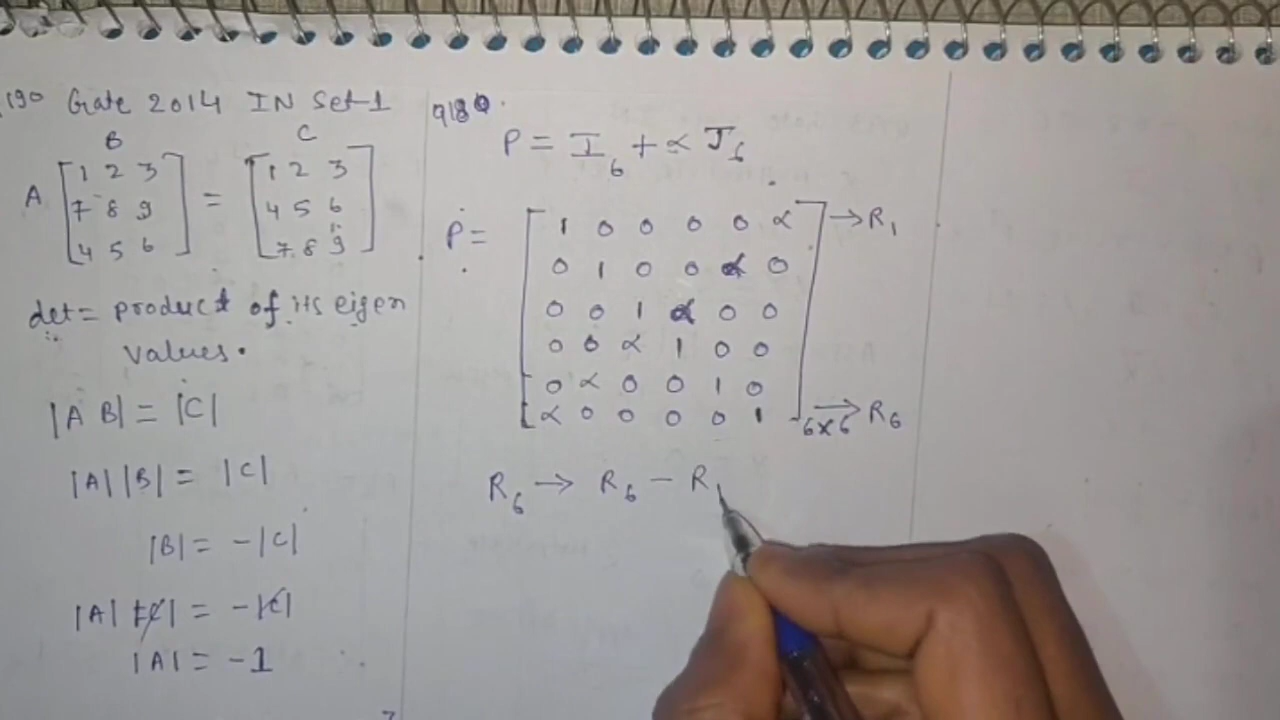 190 Gate 2014 IN Set-1
B C
A [1 2 3 = [1 2 3
7 8 9 4 5 6
4 5 6] 7 8 9]
det = product of its eigen
values.
|A B| = |C|
|A| |B| = |C|
|B| = -|C|
|A| |C| = -|C|
|A| = -1
Q180.
P = I6 + α J6
P = [1 0 0 0 0 α → R1
0 1 0 0 α 0
0 0 1 α 0 0
0 0 α 1 0 0
0 α 0 0 1 0
α 0 0 0 0 1] 6×6 → R6
R6 → R6 - R1